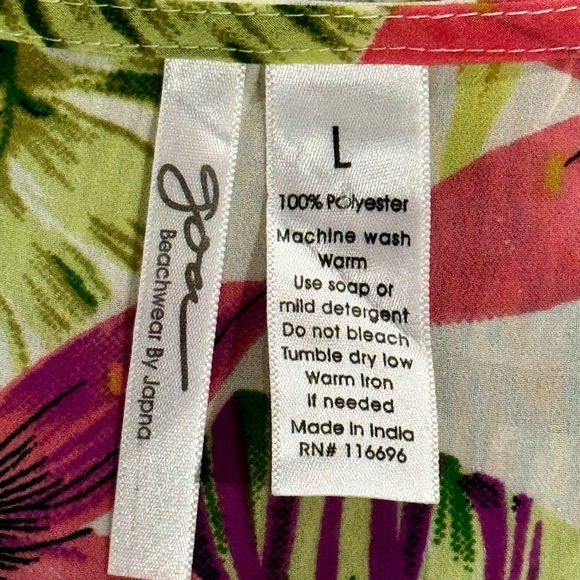 Joa
Beachwear By Japna
L
100% Polyester
Machine wash
Warm
Use soap or
mild detergent
Do not bleach
Tumble dry low
Warm Iron
if needed
Made in India
RN# 116696